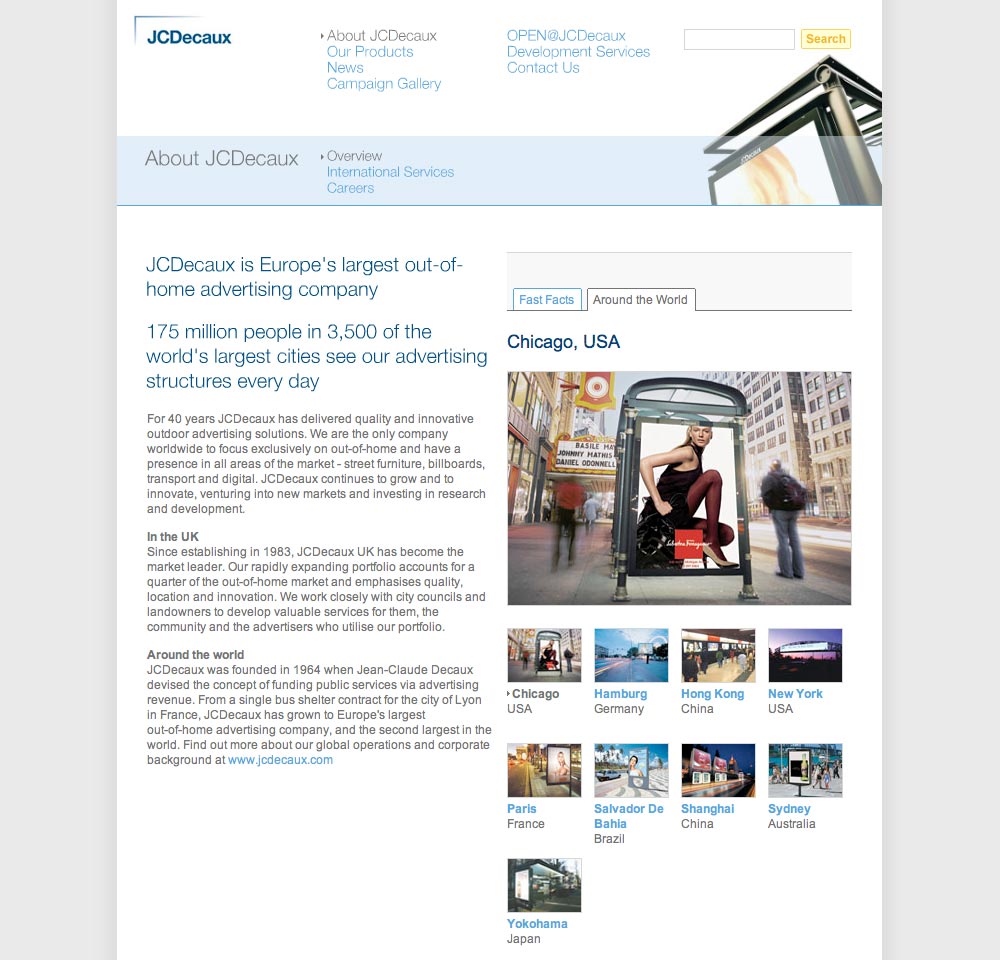 JCDecaux
About JCDecaux
Our Products
News
Campaign Gallery
OPEN@JCDecaux
Development Services
Contact Us
Search
JCDecaux
About JCDecaux
Overview
International Services
Careers
JCDecaux is Europe's largest out-of-
home advertising company
175 million people in 3,500 of the
world's largest cities see our advertising
structures every day
For 40 years JCDecaux has delivered quality and innovative
outdoor advertising solutions. We are the only company
worldwide to focus exclusively on out-of-home and have a
presence in all areas of the market - street furniture, billboards,
transport and digital. JCDecaux continues to grow and to
innovate, venturing into new markets and investing in research
and development.
In the UK
Since establishing in 1983, JCDecaux UK has become the
market leader. Our rapidly expanding portfolio accounts for a
quarter of the out-of-home market and emphasises quality,
location and innovation. We work closely with city councils and
landowners to develop valuable services for them, the
community and the advertisers who utilise our portfolio.
Around the world
JCDecaux was founded in 1964 when Jean-Claude Decaux
devised the concept of funding public services via advertising
revenue. From a single bus shelter contract for the city of Lyon
in France, JCDecaux has grown to Europe's largest
out-of-home advertising company, and the second largest in the
world. Find out more about our global operations and corporate
background at www.jcdecaux.com
Fast Facts
Around the World
Chicago, USA
BASILE MA
JOHNNY MATHIS
DANIEL ODONNELL
Salvatore Ferragamo
Chicago
USA
Hamburg
Germany
Hong Kong
China
New York
USA
Paris
France
Salvador De
Bahia
Brazil
Shanghai
China
Sydney
Australia
Yokohama
Japan